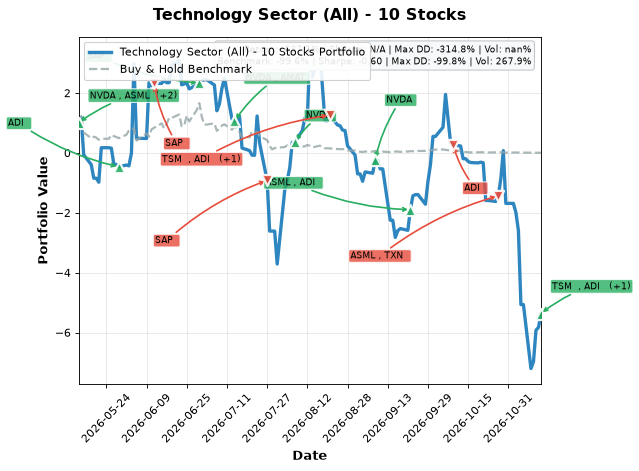 Technology Sector (All) - 10 Stocks
Technology Sector (All) - 10 Stocks Portfolio
Buy & Hold Benchmark
N/A | Max DD: -314.8% | Vol: nan%
Benchmark: -99.6% | Sharpe: -0.60 | Max DD: -99.8% | Vol: 267.9%
NVDA , ASML (+2)
ADI
SAP
TSM , ADI (+1)
NVDA
NVDA
ASML , ADI
SAP
ASML , TXN
ADI
TSM , ADI (+1)
2
0
−2
−4
−6
Portfolio Value
2026-05-24
2026-06-09
2026-06-25
2026-07-11
2026-07-27
2026-08-12
2026-08-28
2026-09-13
2026-09-29
2026-10-15
2026-10-31
Date